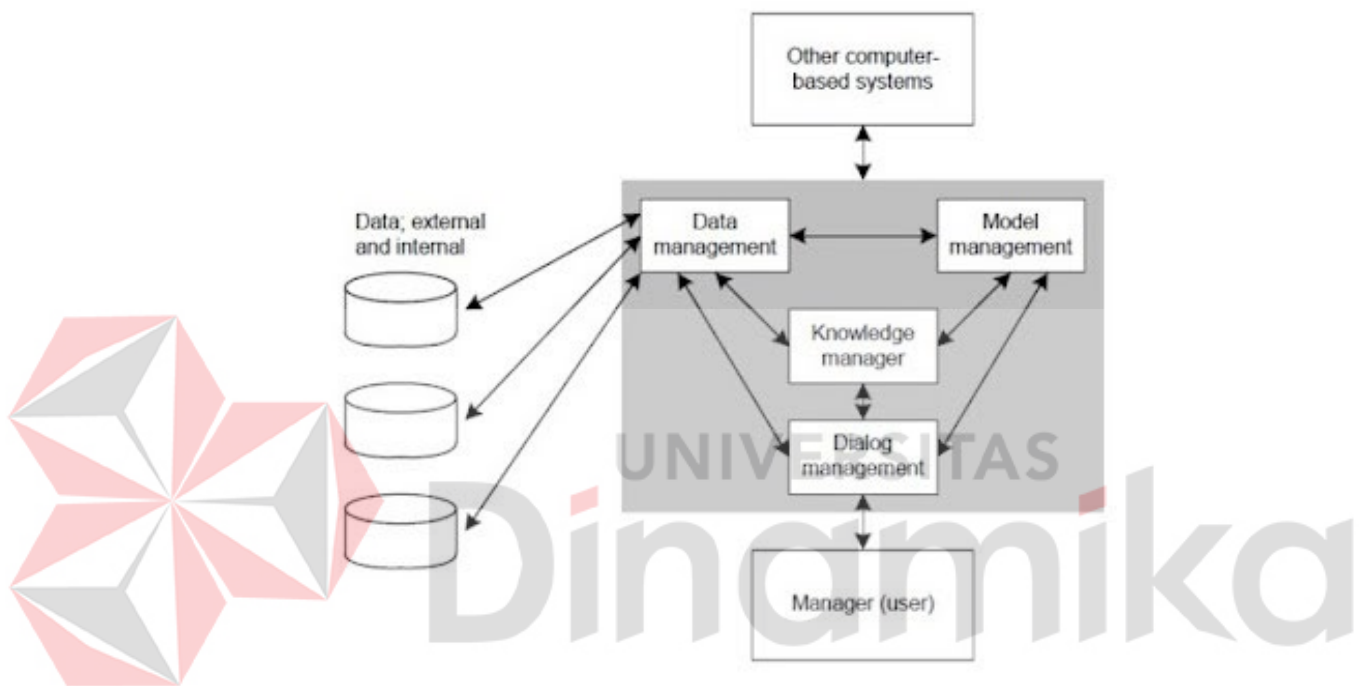 Other computer-
based systems
Data; external
and internal
Data
management
Model
management
Knowledge
manager
Dialog
management
UNIVERSITAS
Dinamika
Manager (user)